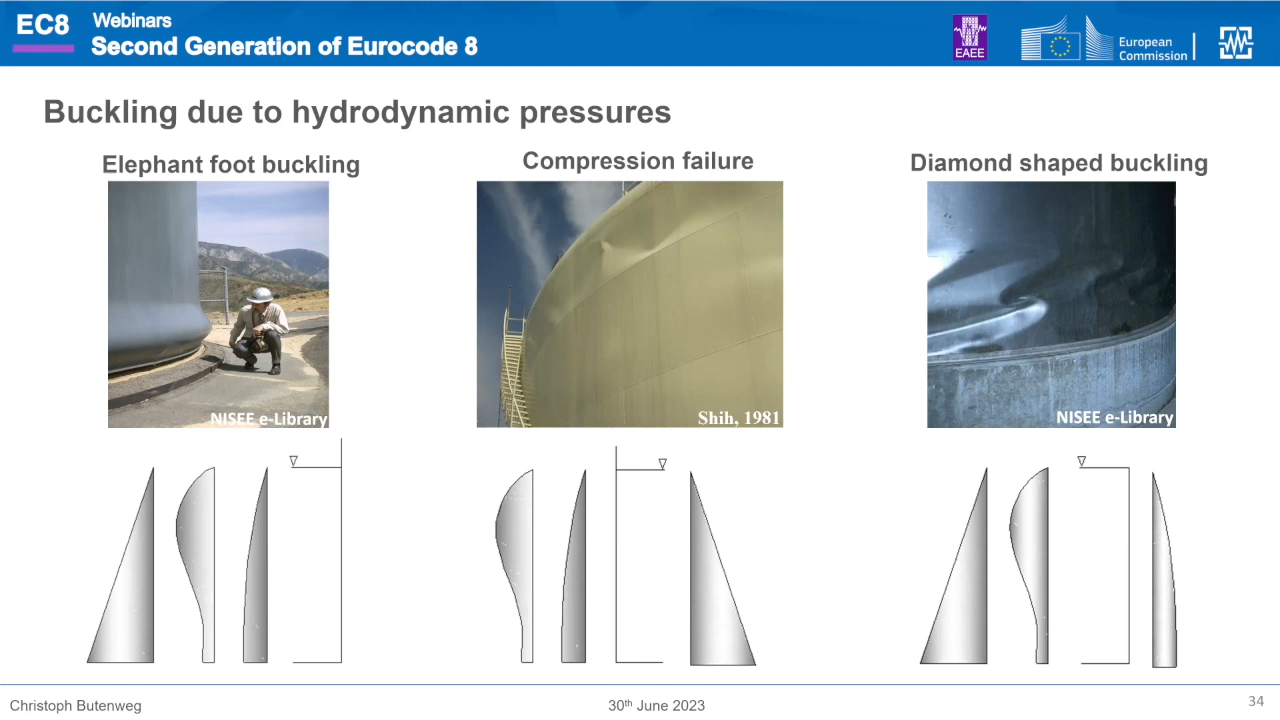 EC8
Webinars
Second Generation of Eurocode 8
EAEE
European
Commission
Buckling due to hydrodynamic pressures
Elephant foot buckling
Compression failure
Diamond shaped buckling
NISEE e-Library
Shih, 1981
NISEE e-Library
Christoph Butenweg
30th June 2023
34